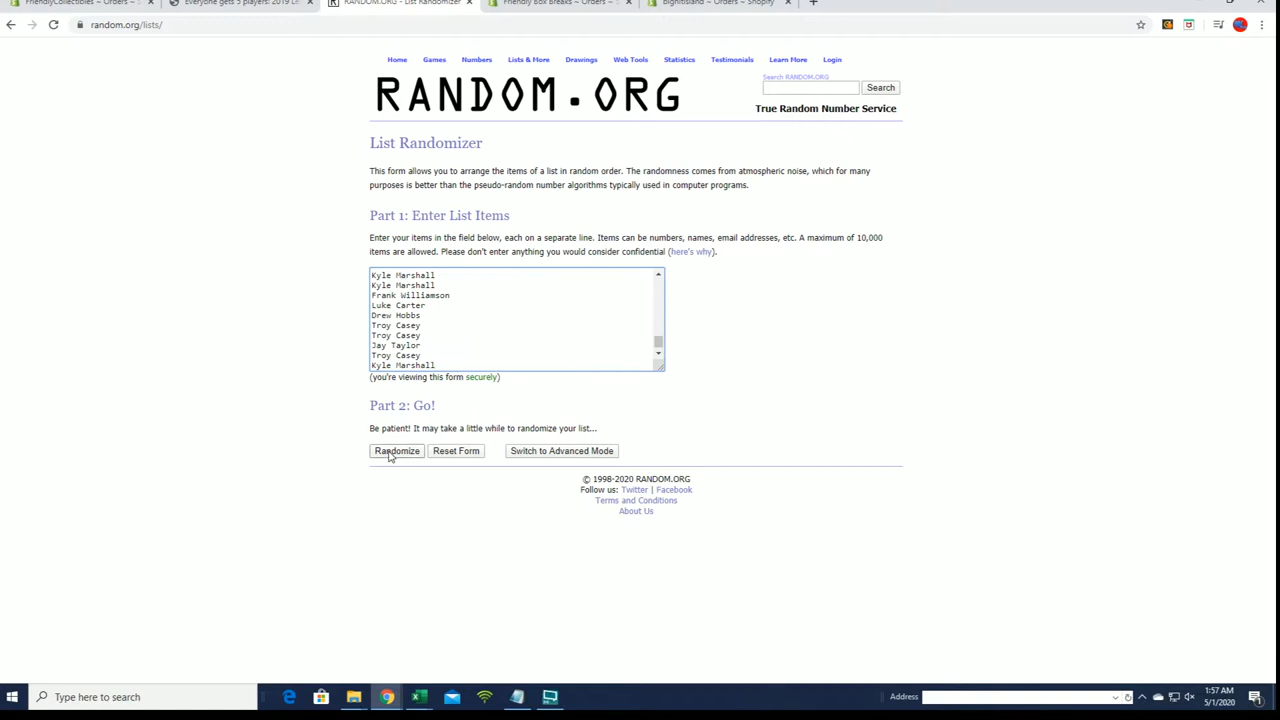 FriendlyCollectibles ~ Orders ~ S
Everyone gets 5 players! 2019 Le
RANDOM.ORG - List Randomizer
Friendly Box Breaks ~ Orders ~ S
bighitisland ~ Orders ~ Shopify
random.org/lists/
Home Games Numbers Lists & More Drawings Web Tools Statistics Testimonials Learn More Login
RANDOM.ORG
Search RANDOM.ORG
Search
True Random Number Service
List Randomizer
This form allows you to arrange the items of a list in random order. The randomness comes from atmospheric noise, which for many
purposes is better than the pseudo-random number algorithms typically used in computer programs.
Part 1: Enter List Items
Enter your items in the field below, each on a separate line. Items can be numbers, names, email addresses, etc. A maximum of 10,000
items are allowed. Please don't enter anything you would consider confidential (here's why).
Kyle Marshall
Kyle Marshall
Frank Williamson
Luke Carter
Drew Hobbs
Troy Casey
Troy Casey
Jay Taylor
Troy Casey
Kyle Marshall
(you're viewing this form securely)
Part 2: Go!
Be patient! It may take a little while to randomize your list...
Randomize Reset Form Switch to Advanced Mode
© 1998-2020 RANDOM.ORG
Follow us: Twitter | Facebook
Terms and Conditions
About Us
Type here to search
Address
1:57 AM
5/1/2020